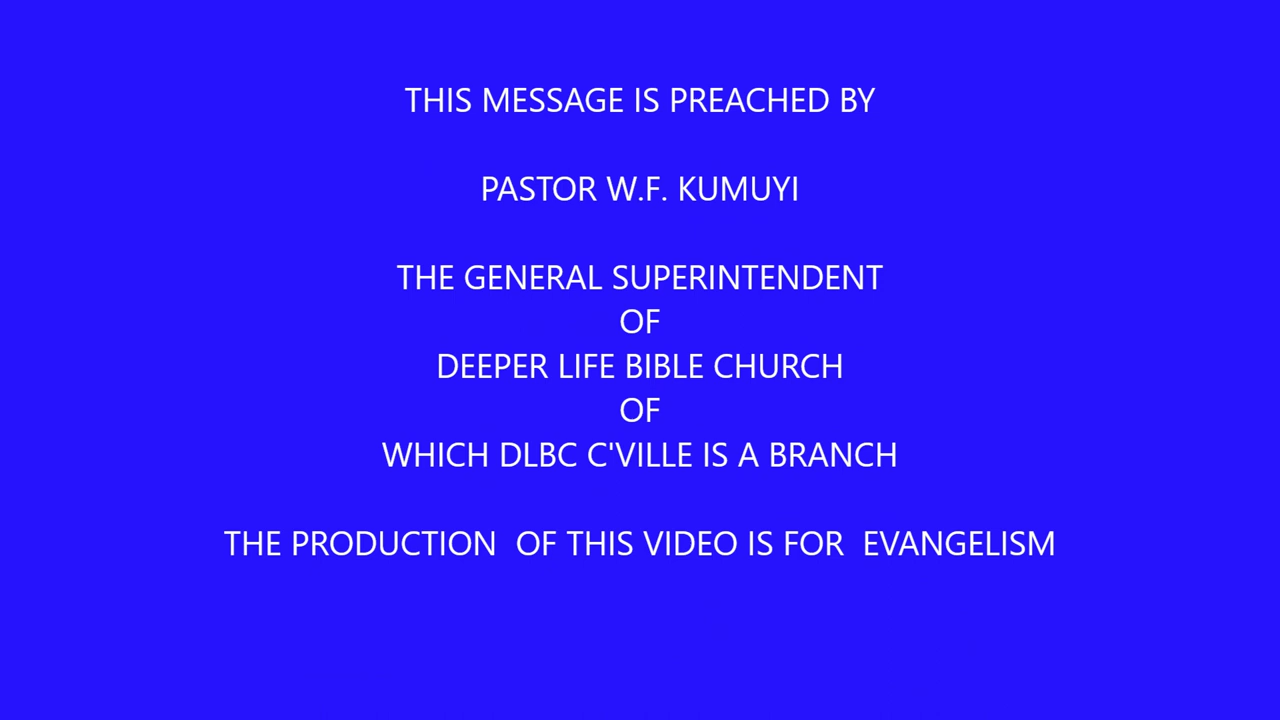 THIS MESSAGE IS PREACHED BY
PASTOR W.F. KUMUYI
THE GENERAL SUPERINTENDENT
OF
DEEPER LIFE BIBLE CHURCH
OF
WHICH DLBC C'VILLE IS A BRANCH
THE PRODUCTION  OF THIS VIDEO IS FOR  EVANGELISM